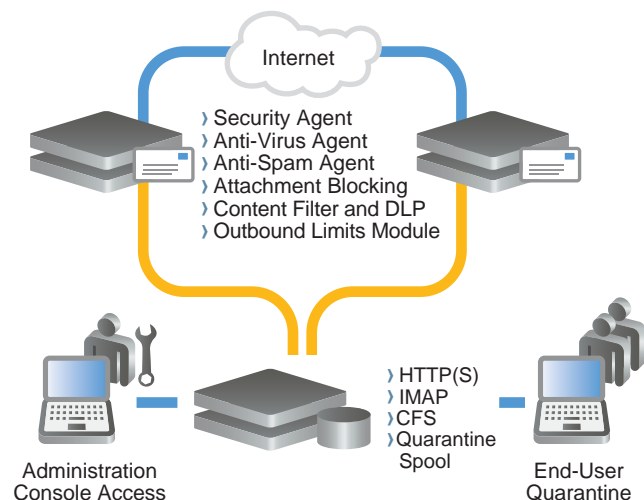 Internet
❯ Security Agent
❯ Anti-Virus Agent
❯ Anti-Spam Agent
❯ Attachment Blocking
❯ Content Filter and DLP
❯ Outbound Limits Module
❯ HTTP(S)
❯ IMAP
❯ CFS
❯ Quarantine
Spool
Administration
Console Access
End-User
Quarantine